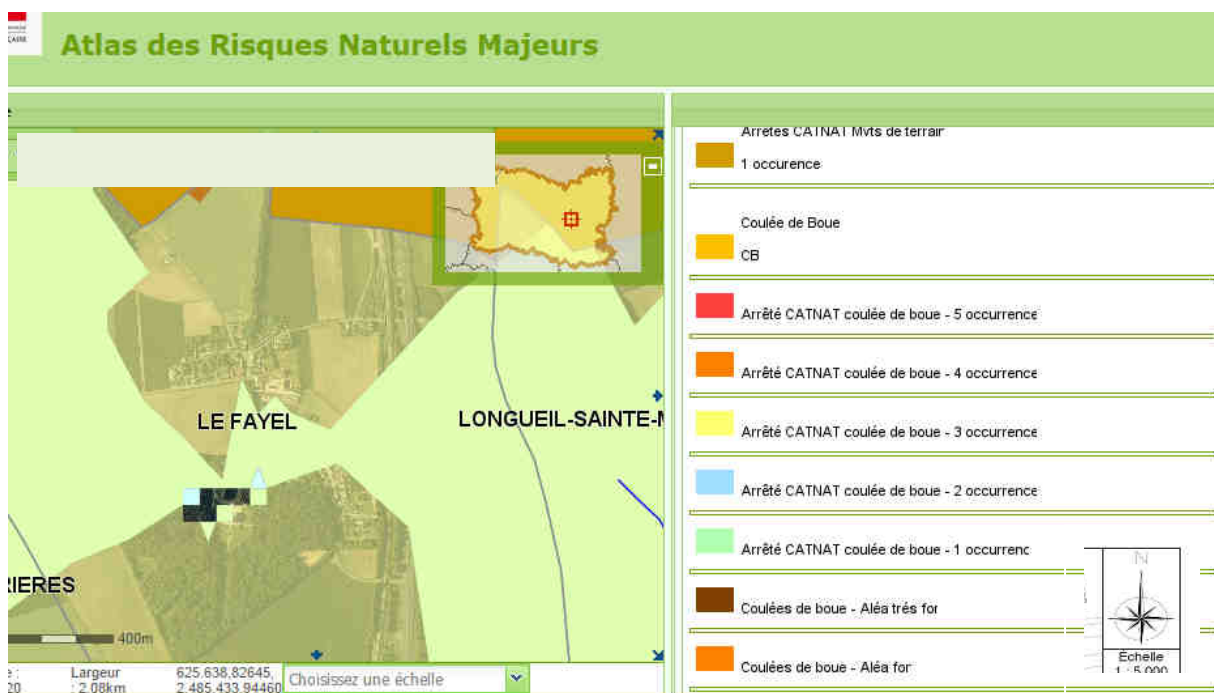 Atlas des Risques Naturels Majeurs
Arretes CATNAT Mvts de terrain
1 occurence
Coulée de Boue
CB
Arrêté CATNAT coulée de boue - 5 occurrence
Arrêté CATNAT coulée de boue - 4 occurrence
Arrêté CATNAT coulée de boue - 3 occurrence
Arrêté CATNAT coulée de boue - 2 occurrence
Arrêté CATNAT coulée de boue - 1 occurrenc
Coulées de boue - Aléa trés for
Coulées de boue - Aléa for
LE FAYEL
LONGUEIL-SAINTE-M
RIERES
400m
N
Échelle
1 : 5 000
e : Largeur 625.638,82645,
20 : 2.08km 2.485.433,94460
Choisissez une échelle